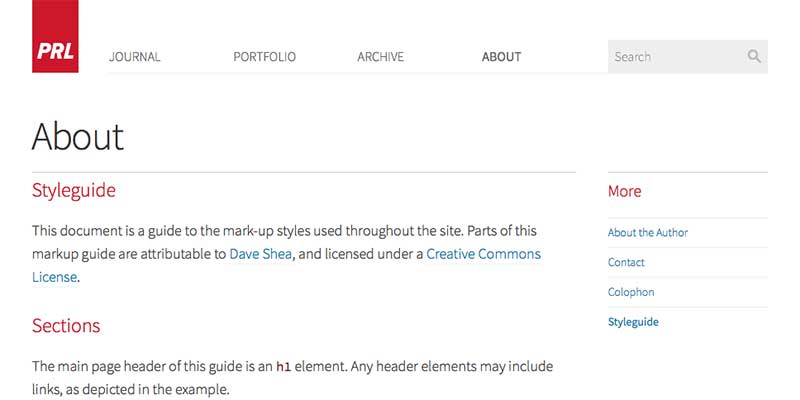 PRL
JOURNAL
PORTFOLIO
ARCHIVE
ABOUT
Search
About
Styleguide
This document is a guide to the mark-up styles used throughout the site. Parts of this
markup guide are attributable to Dave Shea, and licensed under a Creative Commons
License.
Sections
The main page header of this guide is an h1 element. Any header elements may include
links, as depicted in the example.
More
About the Author
Contact
Colophon
Styleguide